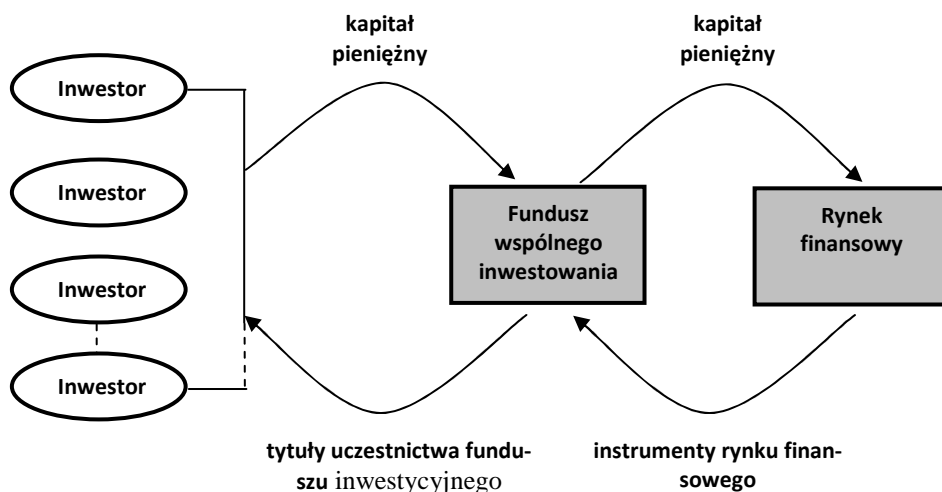 kapitał
pieniężny
kapitał
pieniężny
Inwestor
Inwestor
Inwestor
Inwestor
Fundusz
wspólnego
inwestowania
Rynek
finansowy
tytuły uczestnictwa fundu-
szu inwestycyjnego
instrumenty rynku finan-
sowego